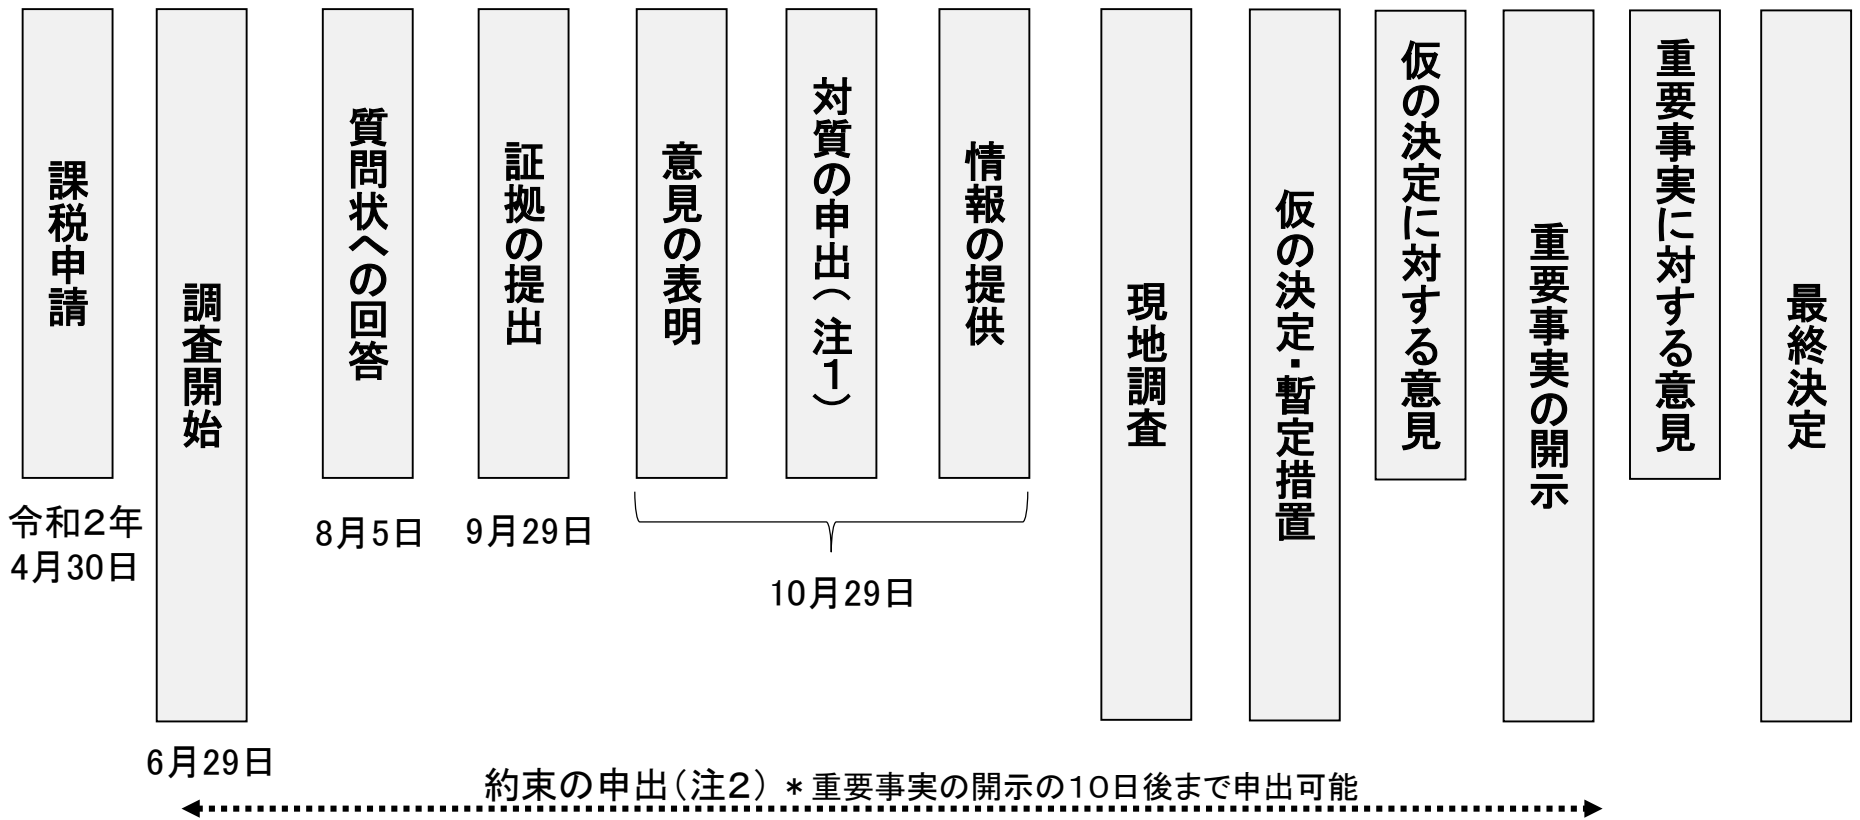 課税申請
調査開始
質問状への回答
証拠の提出
意見の表明
対質の申出（注１）
情報の提供
現地調査
仮の決定・暫定措置
仮の決定に対する意見
重要事実の開示
重要事実に対する意見
最終決定
令和２年
4月30日
8月5日
9月29日
10月29日
6月29日
約束の申出（注２）＊重要事実の開示の１０日後まで申出可能